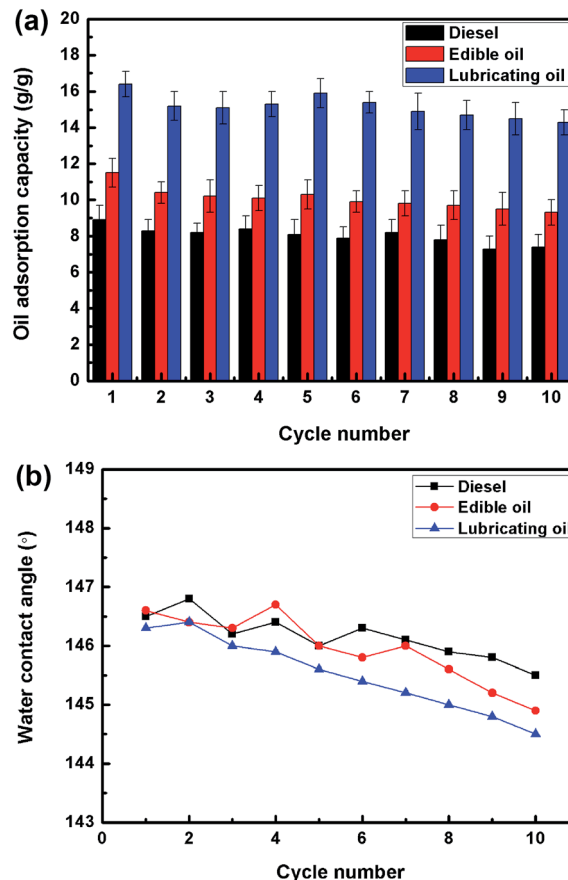 (a)
Diesel
Edible oil
Lubricating oil
Oil adsorption capacity (g/g)
20
18
16
14
12
10
8
6
4
2
0
1 2 3 4 5 6 7 8 9 10
Cycle number
(b)
Diesel
Edible oil
Lubricating oil
Water contact angle (°)
149
148
147
146
145
144
143
0 2 4 6 8 10
Cycle number